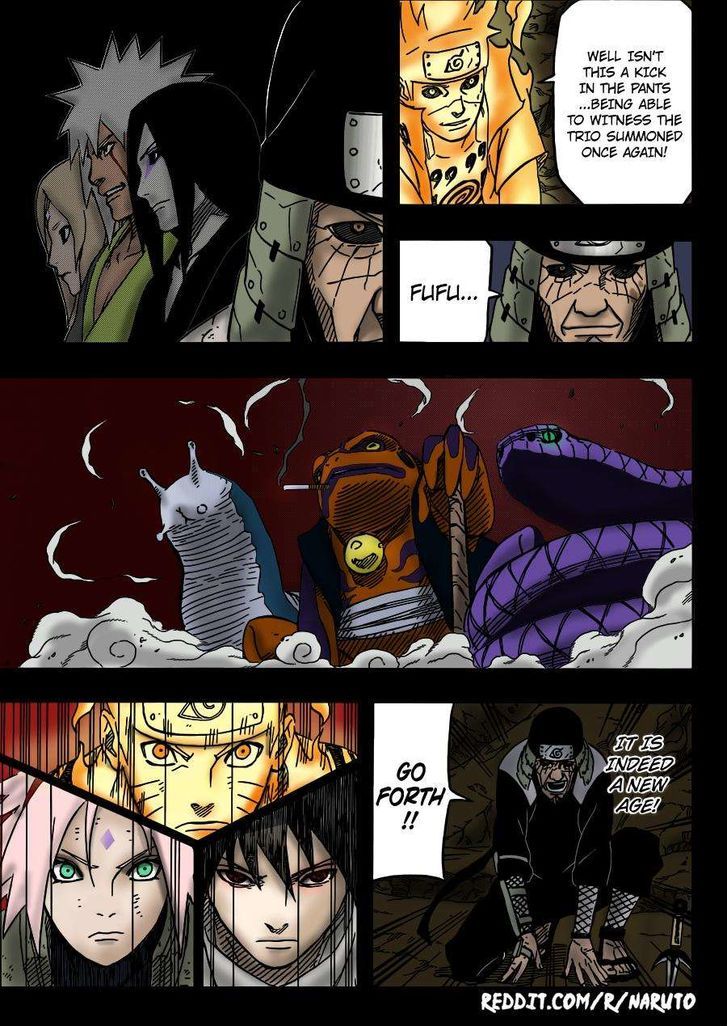 WELL ISN'T
THIS A KICK
IN THE PANTS
...BEING ABLE
TO WITNESS THE
TRIO SUMMONED
ONCE AGAIN!
FUFU...
IT IS
INDEED
A NEW
AGE!
GO
FORTH
!!
REDDIT.COM/R/NARUTO